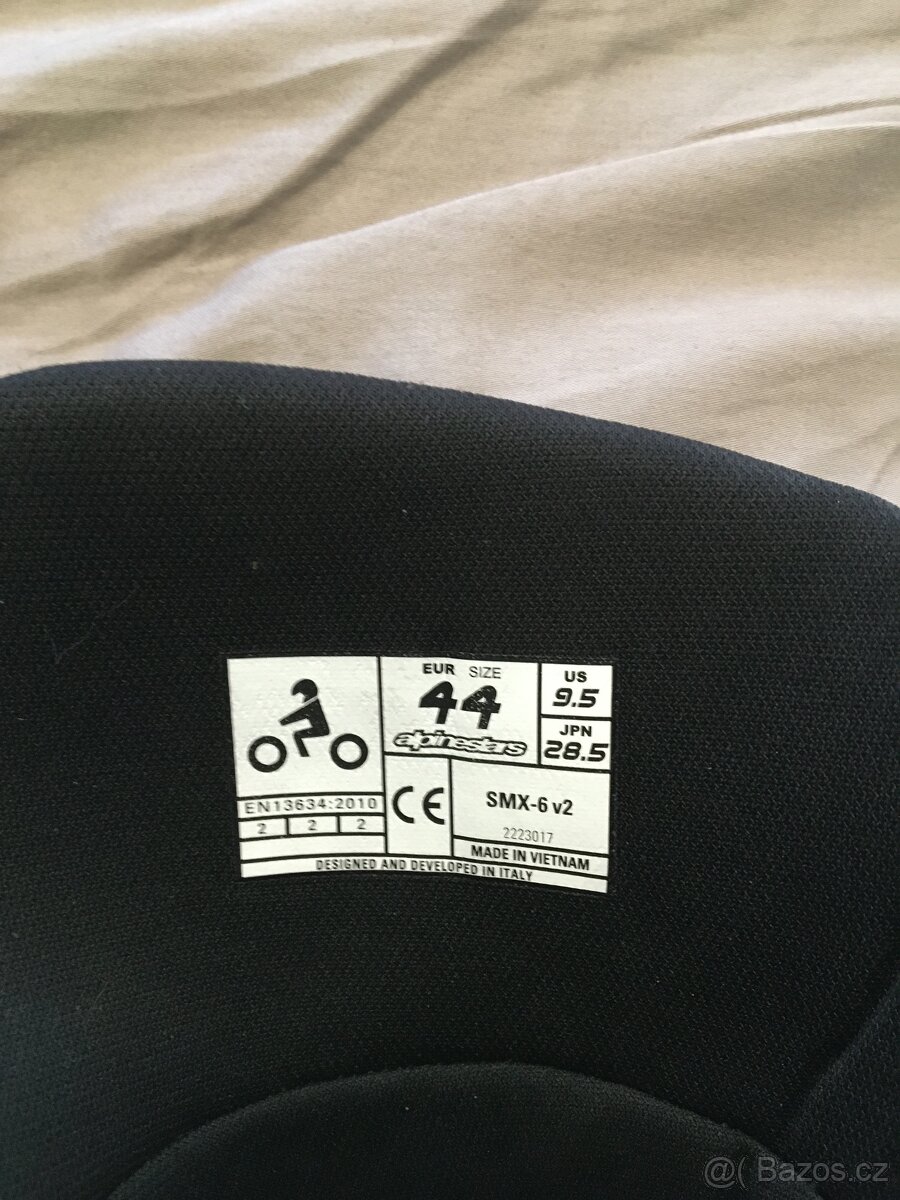 EUR SIZE
44
alpinestars
US
9.5
JPN
28.5
EN13634:2010
2 2 2
CE
SMX-6 v2
2223017
MADE IN VIETNAM
DESIGNED AND DEVELOPED IN ITALY
@( Bazos.cz